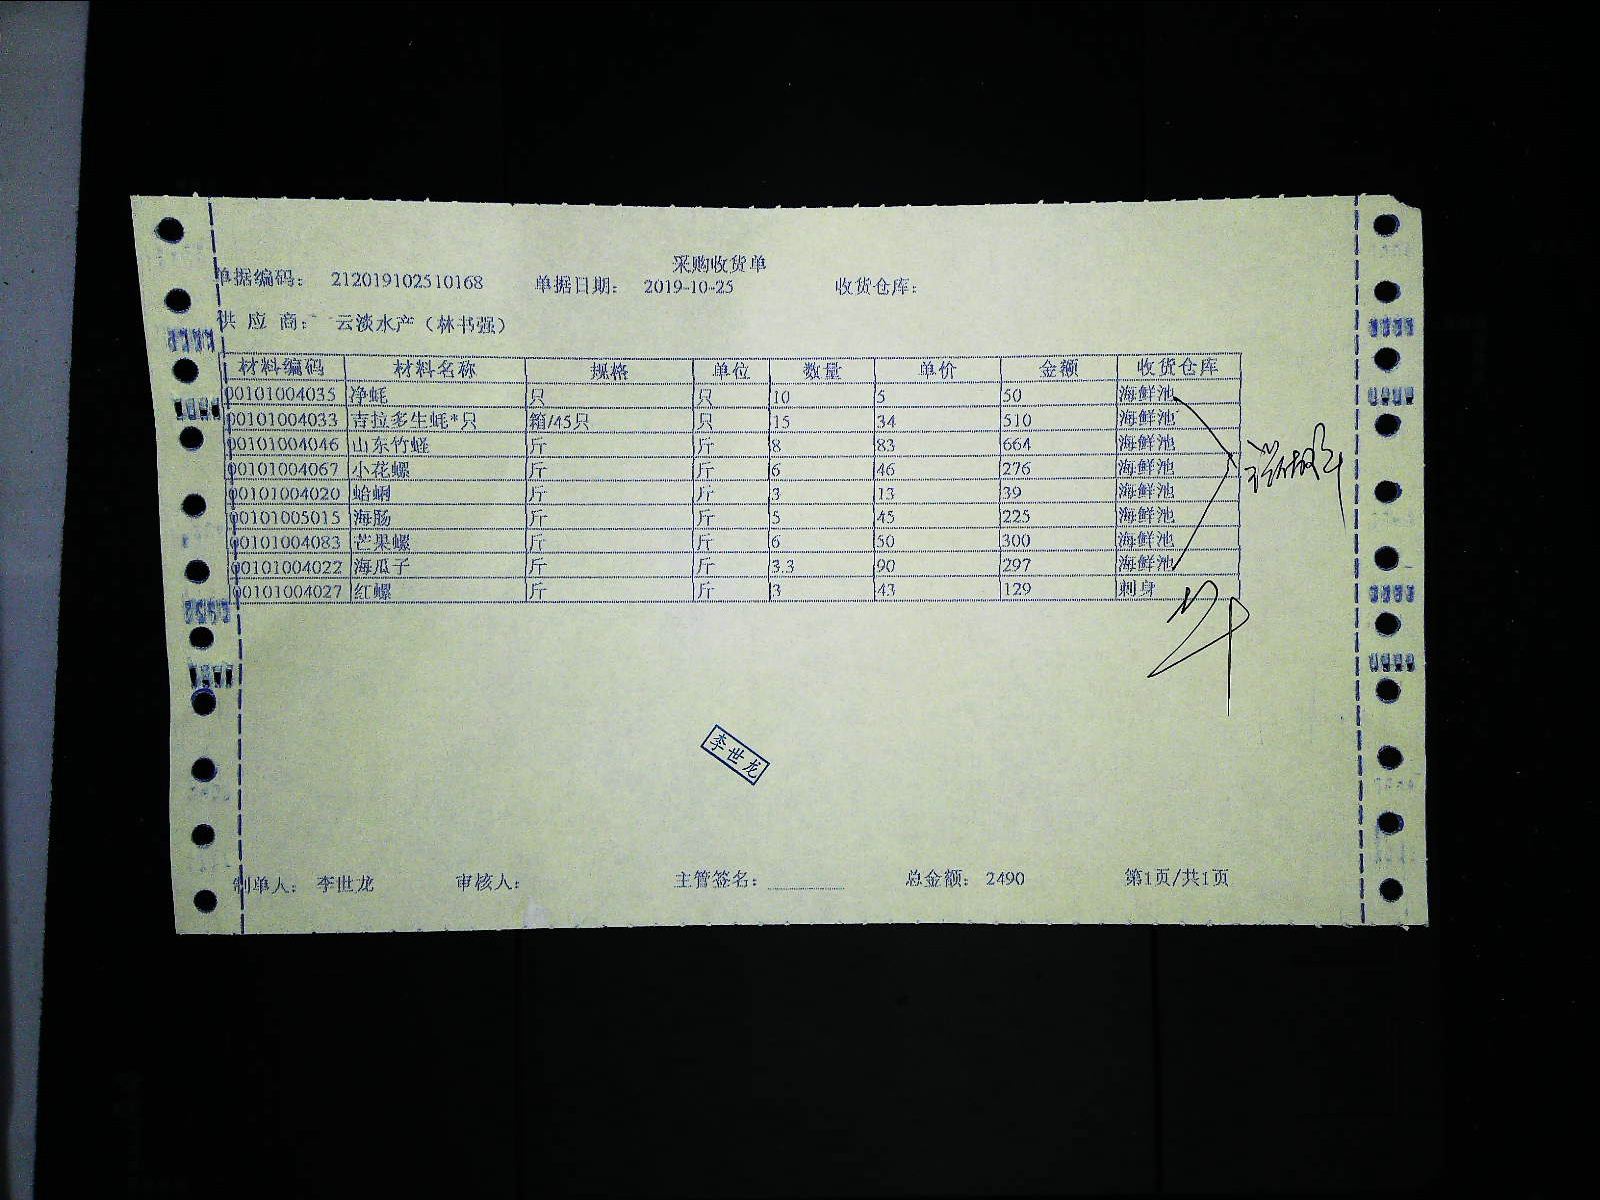 采购收货单
单据编码： 212019102510168 单据日期： 2019-10-25 收货仓库：
供 应 商： 云淡水产（林书强）
材料编码 材料名称 规格 单位 数量 单价 金额 收货仓库
00101004035 净蚝 只 只 10 5 50 海鲜池
00101004033 吉拉多生蚝*只 箱/45只 只 15 34 510 海鲜池
00101004046 山东竹蛏 斤 斤 8 83 664 海鲜池
00101004067 小花螺 斤 斤 6 46 276 海鲜池
00101004020 蛤蜊 斤 斤 3 13 39 海鲜池
00101005015 海肠 斤 斤 5 45 225 海鲜池
00101004083 芒果螺 斤 斤 6 50 300 海鲜池
00101004022 海瓜子 斤 斤 3.3 90 297 海鲜池
00101004027 红螺 斤 斤 3 43 129 刺身
李世龙
制单人： 李世龙 审核人： 主管签名： 总金额： 2490 第1页/共1页